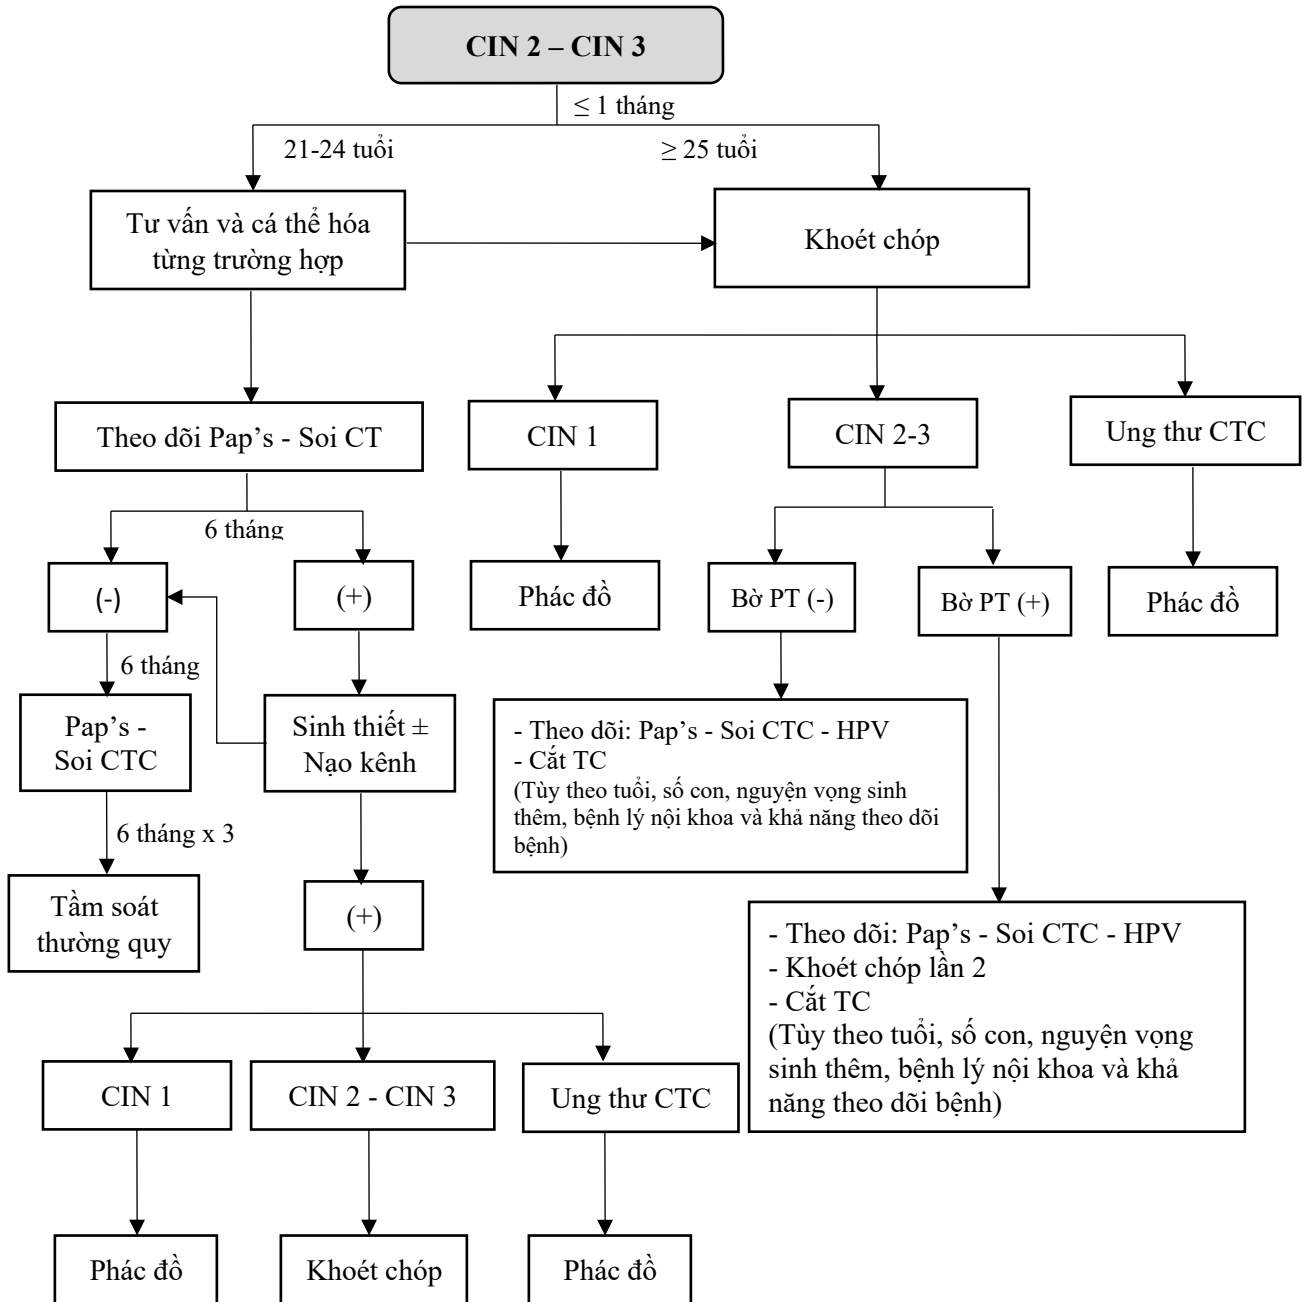 CIN 2 – CIN 3
≤ 1 tháng
21-24 tuổi
≥ 25 tuổi
Tư vấn và cá thể hóa
từng trường hợp
Khoét chóp
Theo dõi Pap’s - Soi CT
CIN 1
CIN 2-3
Ung thư CTC
6 tháng
(-)
(+)
Phác đồ
Bờ PT (-)
Bờ PT (+)
Phác đồ
6 tháng
Pap’s -
Soi CTC
Sinh thiết ±
Nạo kênh
- Theo dõi: Pap’s - Soi CTC - HPV
- Cắt TC
(Tùy theo tuổi, số con, nguyện vọng sinh
thêm, bệnh lý nội khoa và khả năng theo dõi
bệnh)
6 tháng x 3
Tầm soát
thường quy
(+)
- Theo dõi: Pap’s - Soi CTC - HPV
- Khoét chóp lần 2
- Cắt TC
(Tùy theo tuổi, số con, nguyện vọng
sinh thêm, bệnh lý nội khoa và khả
năng theo dõi bệnh)
CIN 1
CIN 2 - CIN 3
Ung thư CTC
Phác đồ
Khoét chóp
Phác đồ